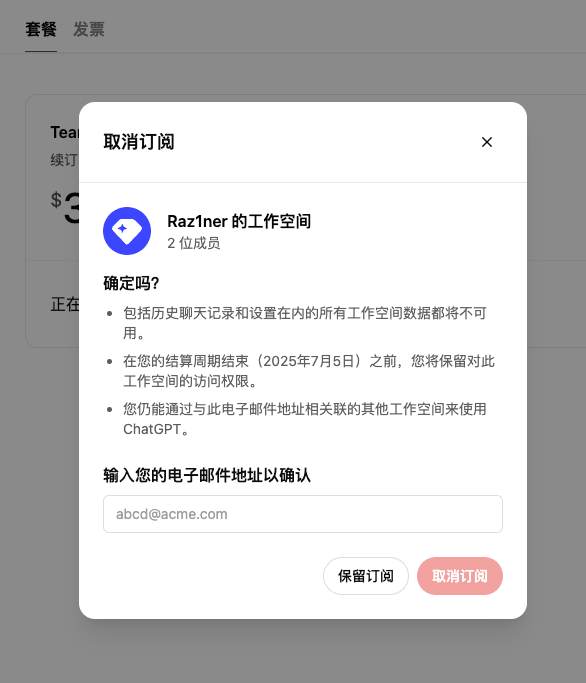 套餐 发票
取消订阅
续订
$3
正在
Raz1ner 的工作空间
2 位成员
确定吗?
包括历史聊天记录和设置在内的所有工作空间数据都将不可
用。
在您的结算周期结束（2025年7月5日）之前，您将保留对此
工作空间的访问权限。
您仍能通过与此电子邮件地址相关联的其他工作空间来使用
ChatGPT。
输入您的电子邮件地址以确认
abcd@acme.com
保留订阅 取消订阅